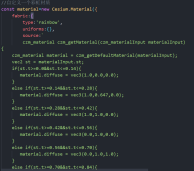 const material=new Cesium.Material({
fabric:{
type:'rainbow',
uniforms:{},
source:
czm_material czm_getMaterial(czm_materialInput materialInput)
{
czm_material material = czm_getDefaultMaterial(materialInput);
vec2 st = materialInput.st;
if(st.t>=0.00&&st.t<=0.14){
material.diffuse = vec3(1.0,0.0,0.0);
}
else if(st.t>=0.14&&st.t<=0.28){
material.diffuse = vec3(1.0,0.647,0.0);
}
else if(st.t>=0.28&&st.t<=0.42){
material.diffuse = vec3(1.0,1.0,0.0);
}
else if(st.t>=0.42&&st.t<=0.56){
material.diffuse = vec3(0.0,1.0,0.0);
}
else if(st.t>=0.56&&st.t<=0.70){
material.diffuse = vec3(0.0,1.0,1.0);
}
else if(st.t>=0.70&&st.t<=0.84){